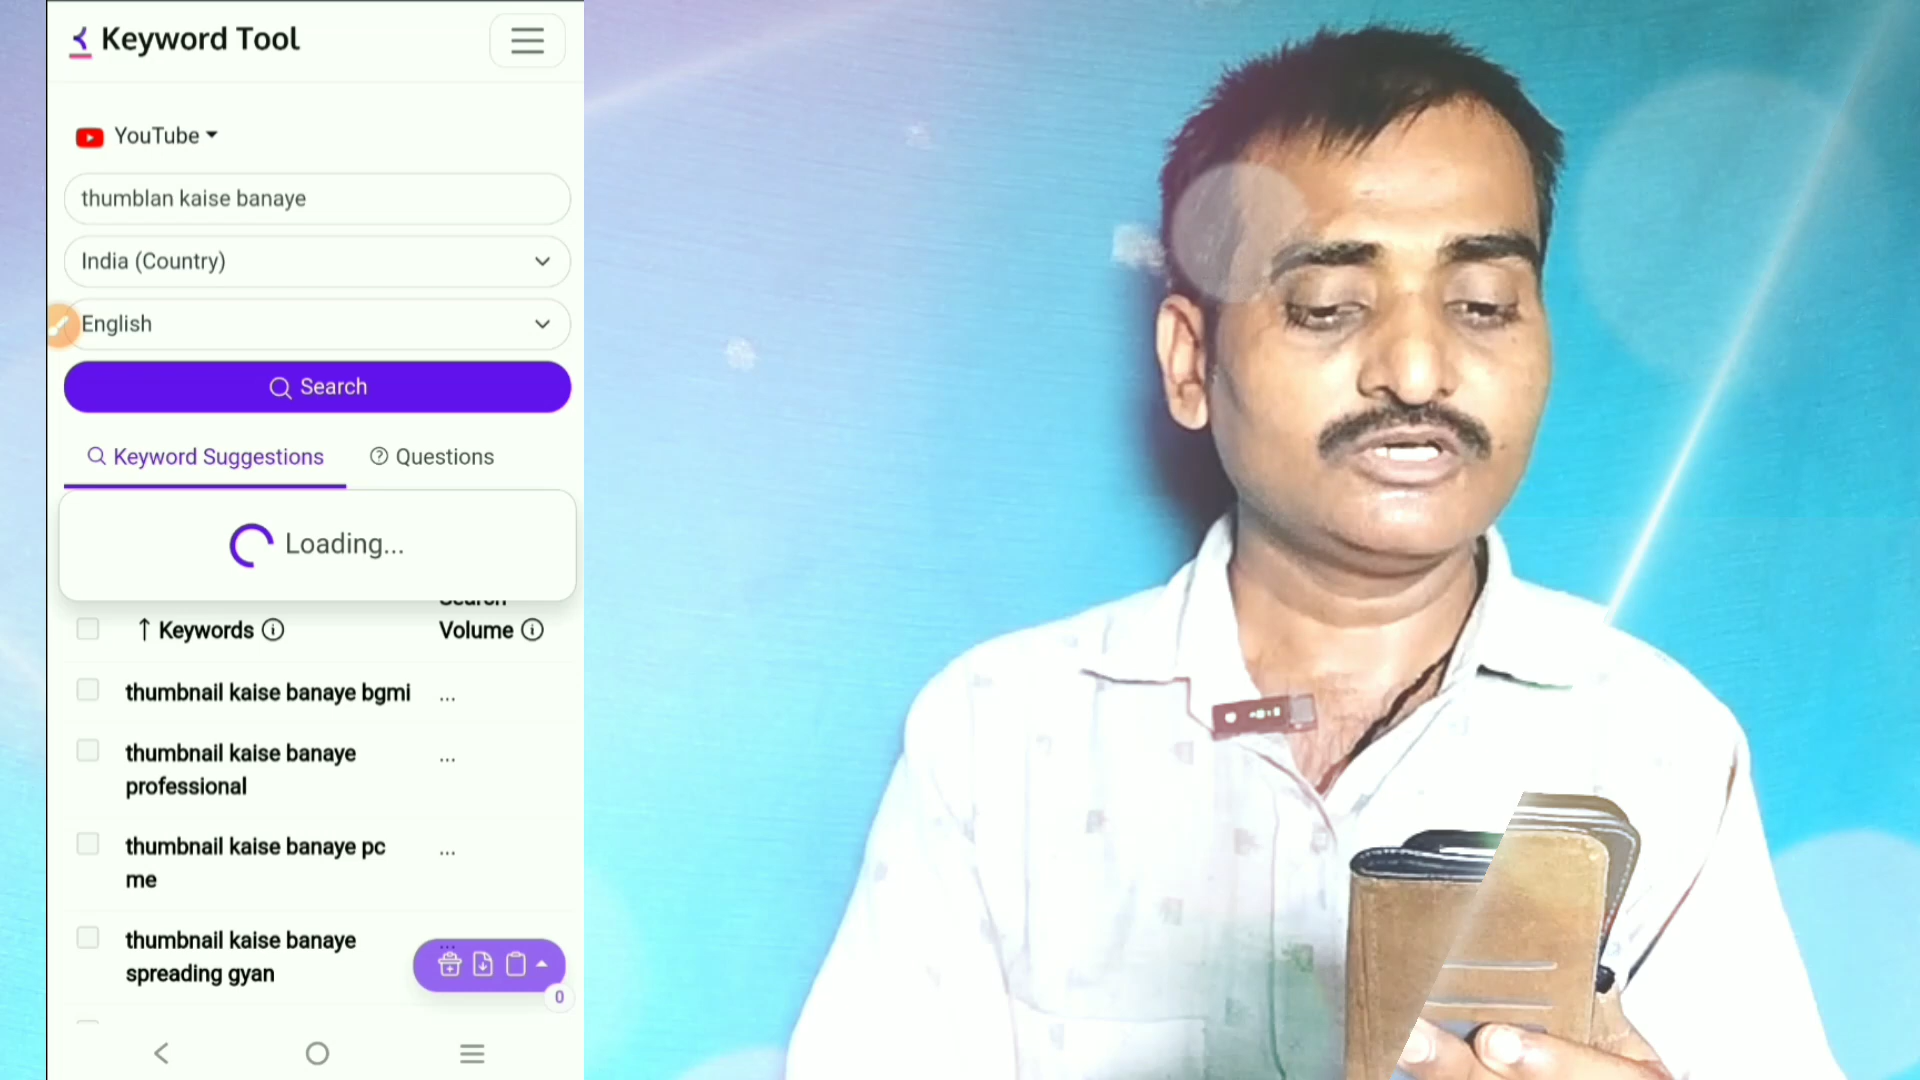 Keyword Tool
YouTube
thumblan kaise banaye
India (Country)
English
Search
Keyword Suggestions
Questions
Loading...
Search
↑ Keywords
Volume
thumbnail kaise banaye bgmi ...
thumbnail kaise banaye ...
professional
thumbnail kaise banaye pc ...
me
thumbnail kaise banaye ...
spreading gyan
0